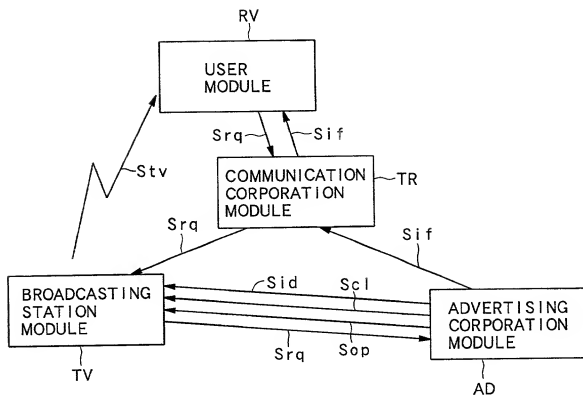 RV
USER
MODULE
Srq
Sif
Stv
COMMUNICATION
CORPORATION
MODULE
TR
Srq
Sif
Sid
Scl
BROADCASTING
STATION
MODULE
ADVERTISING
CORPORATION
MODULE
Srq
Sop
TV
AD